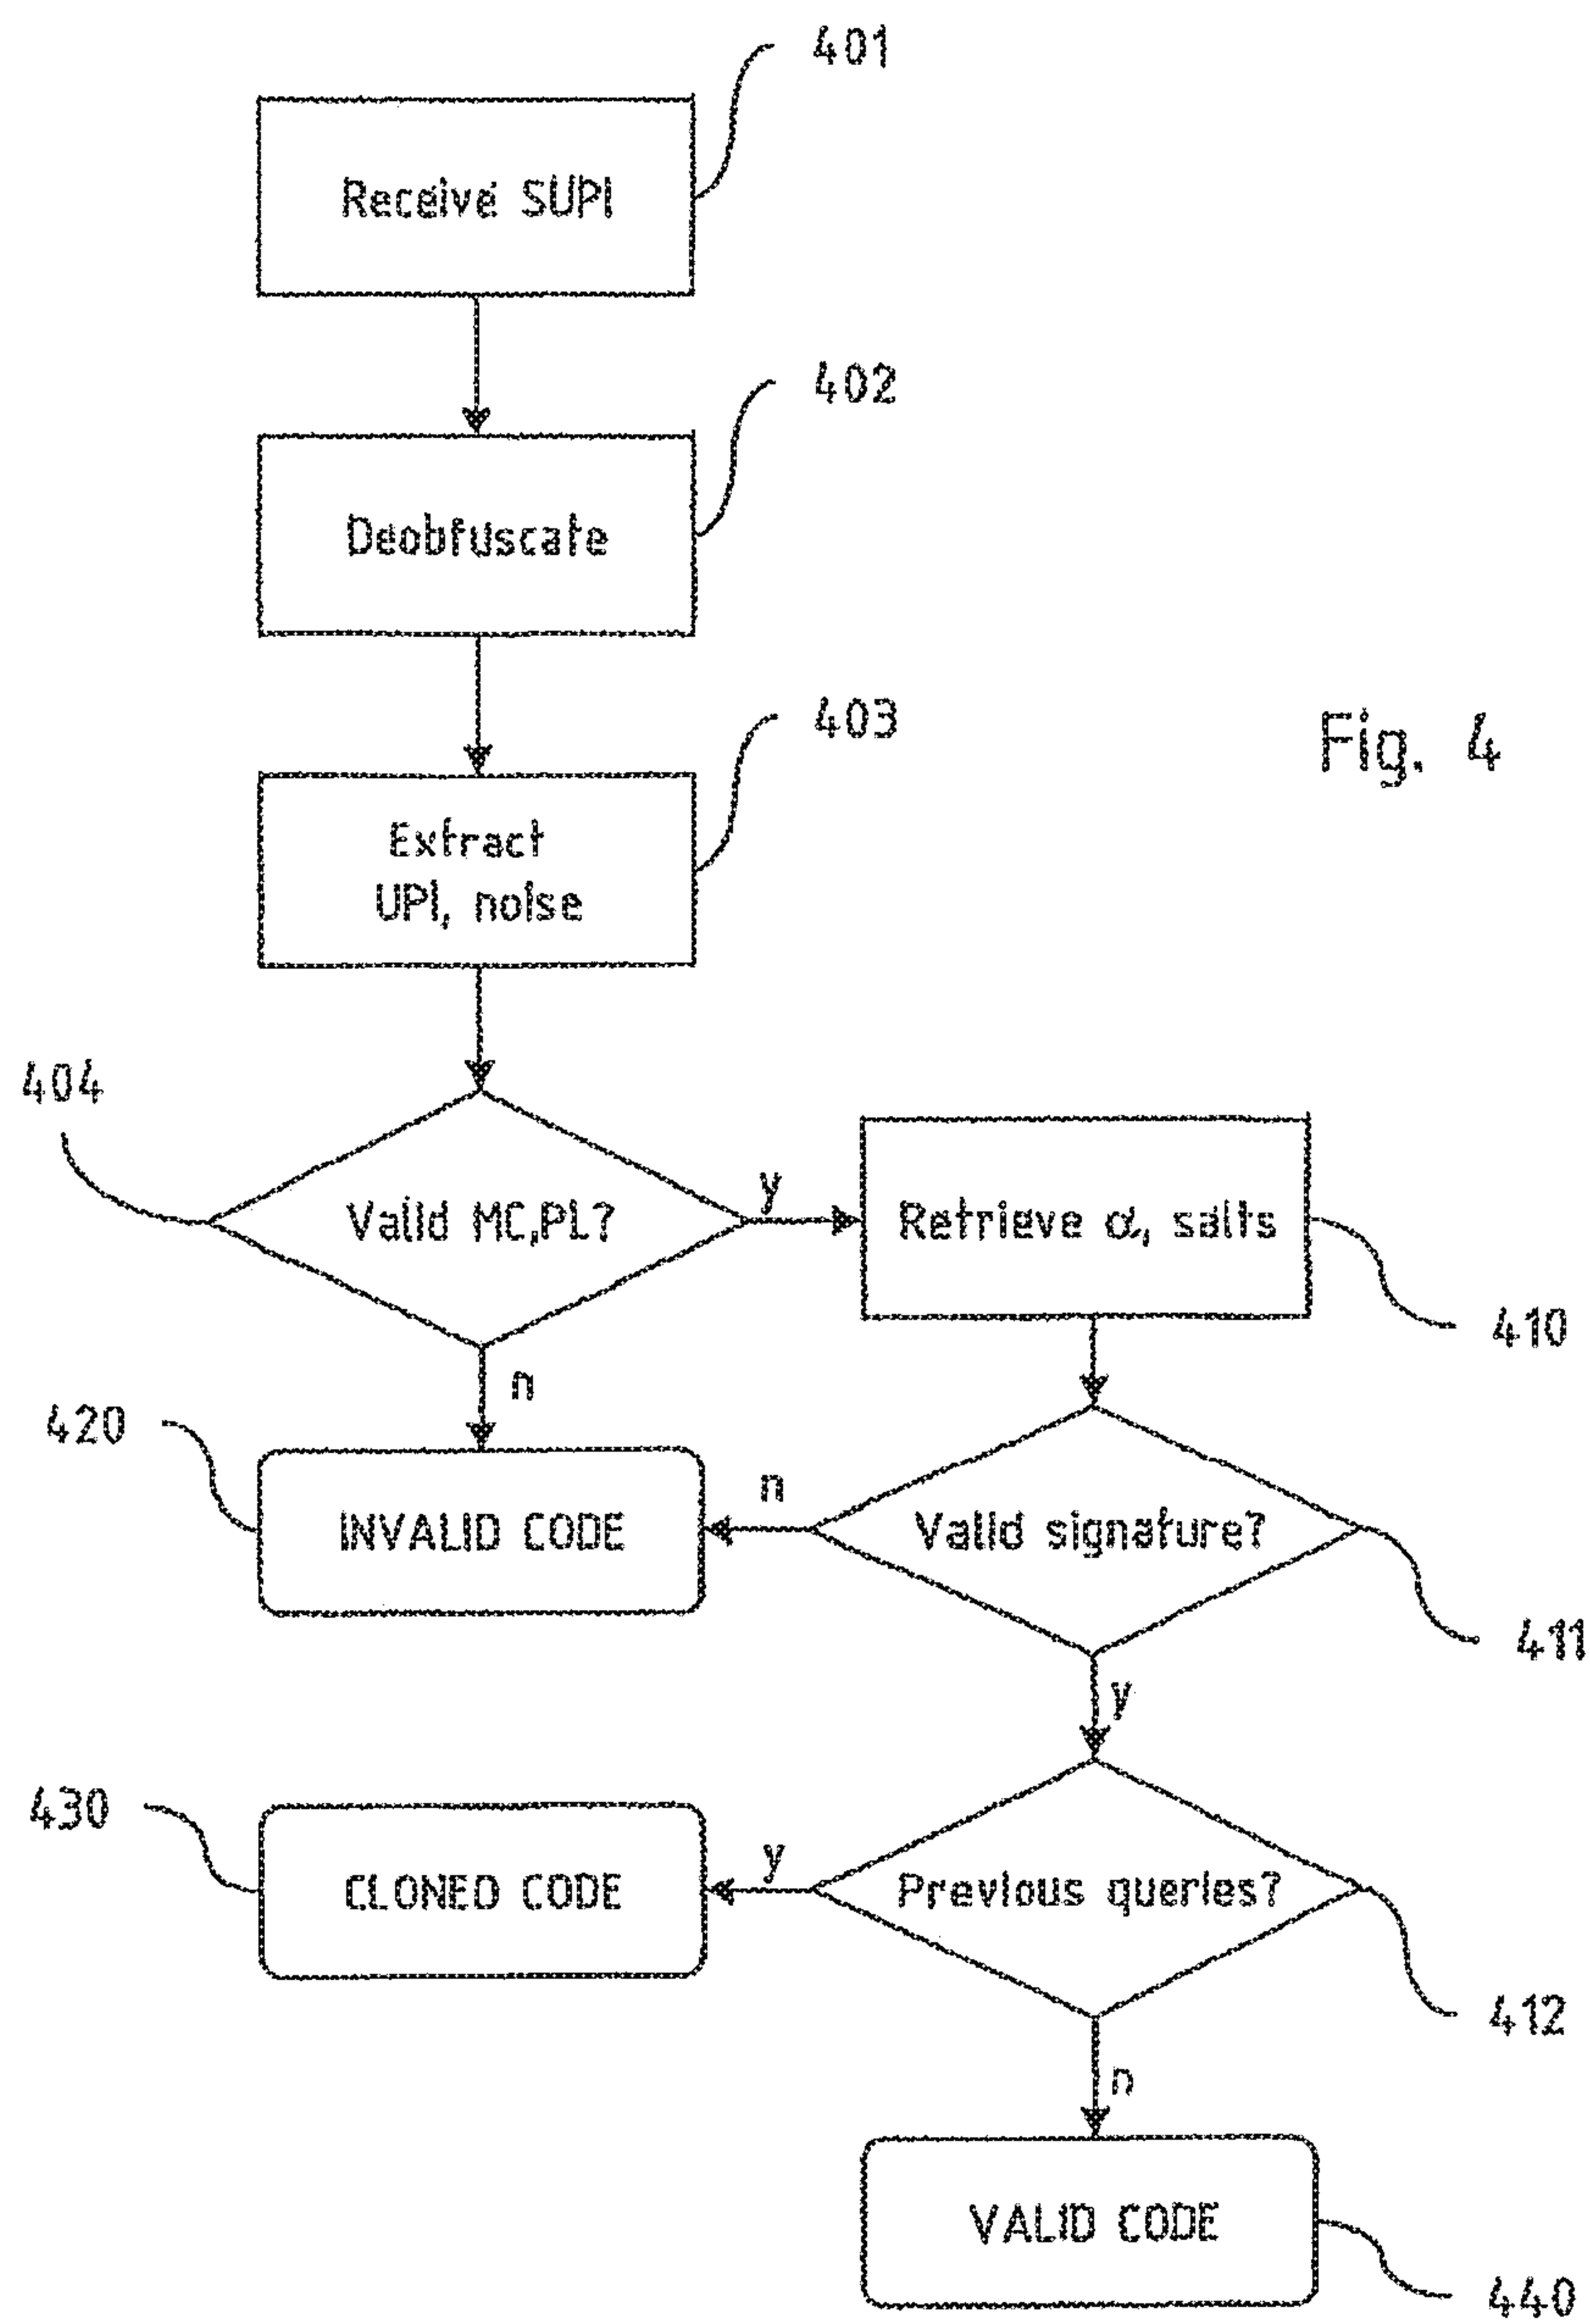 401
Receive SUPI
402
Deobfuscate
403
Extract
UPI, noise
Fig. 4
404
Valid MC,PL?
y
Retrieve α, salts
410
n
420
INVALID CODE
n
Valid signature?
411
y
430
CLONED CODE
y
Previous queries?
412
n
VALID CODE
440